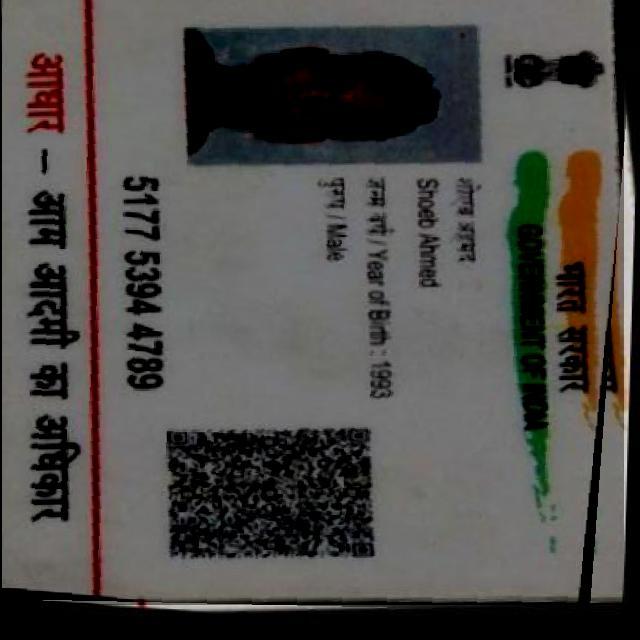 भारत सरकार
GOVERNMENT OF INDIA
शोएब अहमद
Shoeb Ahmed
जन्म वर्ष / Year of Birth : 1993
पुरुष / Male
5177 5394 4789
आधार – आम आदमी का अधिकार